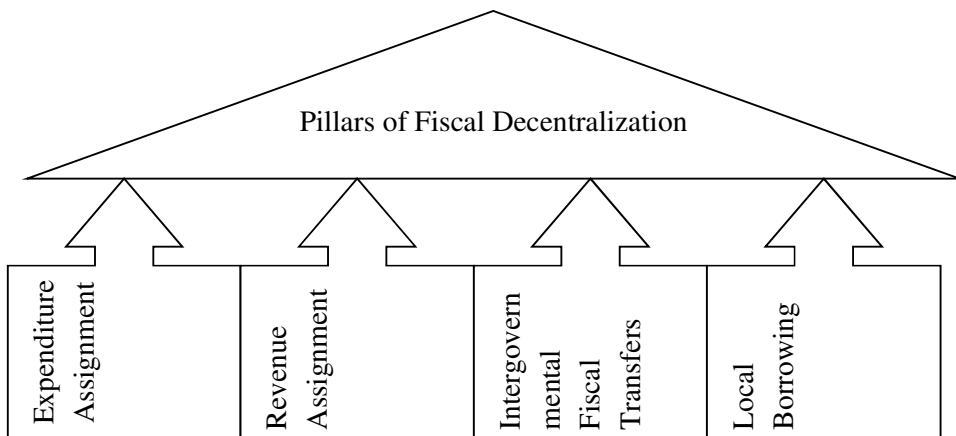 Pillars of Fiscal Decentralization
Expenditure
Assignment
Revenue
Assignment
Intergovern
mental
Fiscal
Transfers
Local
Borrowing